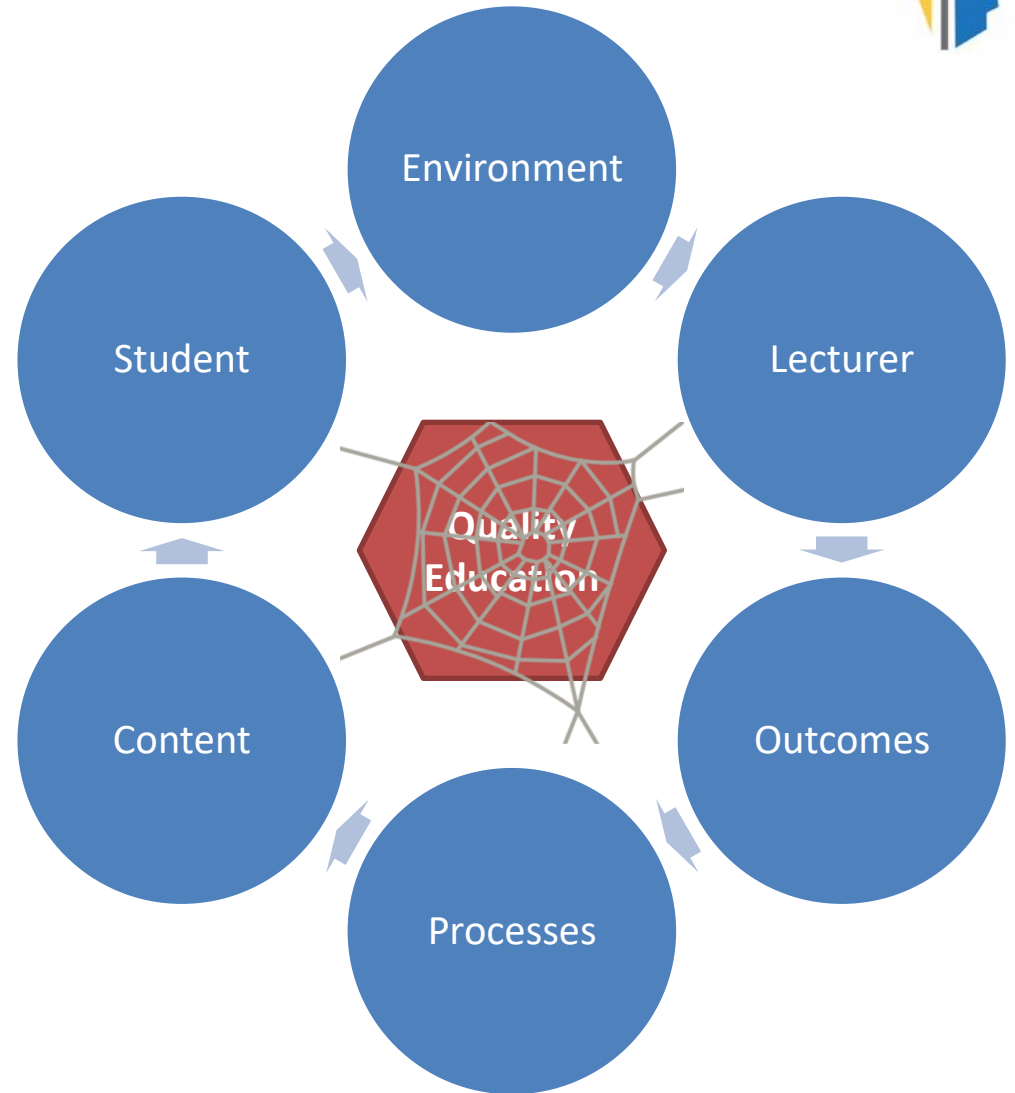 Environment
Student
Lecturer
Quality
Education
Content
Outcomes
Processes